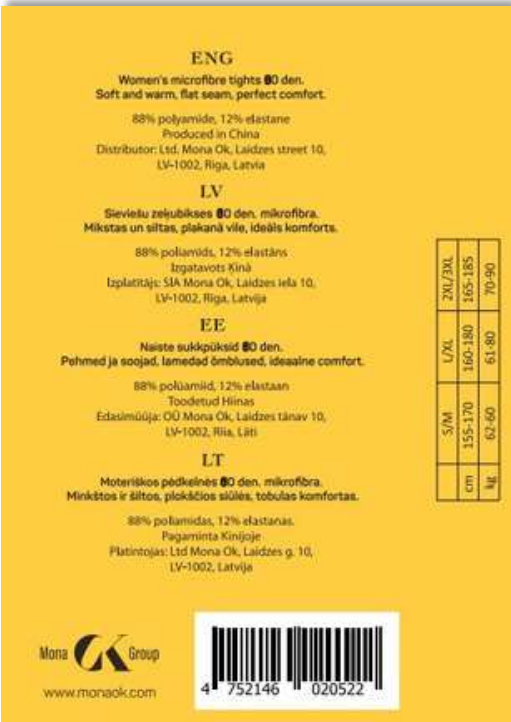 ENG
Women's microfibre tights 80 den.
Soft and warm, flat seam, perfect comfort.
88% polyamide, 12% elastane
Produced in China
Distributor: Ltd. Mona Ok, Laidzes street 10,
LV-1002, Riga, Latvia
LV
Sieviešu zeķubikses 80 den. mikrofibra.
Mīkstas un siltas, plakanā vīle, ideāls komforts.
88% poliamīds, 12% elastāns
Izgatavots Ķīnā
Izplatītājs: SIA Mona Ok, Laidzes iela 10,
LV-1002, Rīga, Latvija
EE
Naiste sukkpüksid 80 den.
Pehmed ja soojad, lamedad õmblused, ideaalne comfort.
88% polüamiid, 12% elastaan
Toodetud Hiinas
Edasimüüja: OÜ Mona Ok, Laidzes tänav 10,
LV-1002, Riia, Läti
LT
Moteriškos pėdkelnės 80 den. mikrofibra.
Minkštos ir šiltos, plokščios siūlės, tobulas komfortas.
88% poliamidas, 12% elastanas.
Pagaminta Kinijoje
Platintojas: Ltd Mona Ok, Laidzes g. 10,
LV-1002, Latvija
S/M L/XL 2XL/3XL
cm 155-170 160-180 165-185
kg 62-60 61-80 70-90
Mona OK Group
www.monaok.com
4 752146 020522